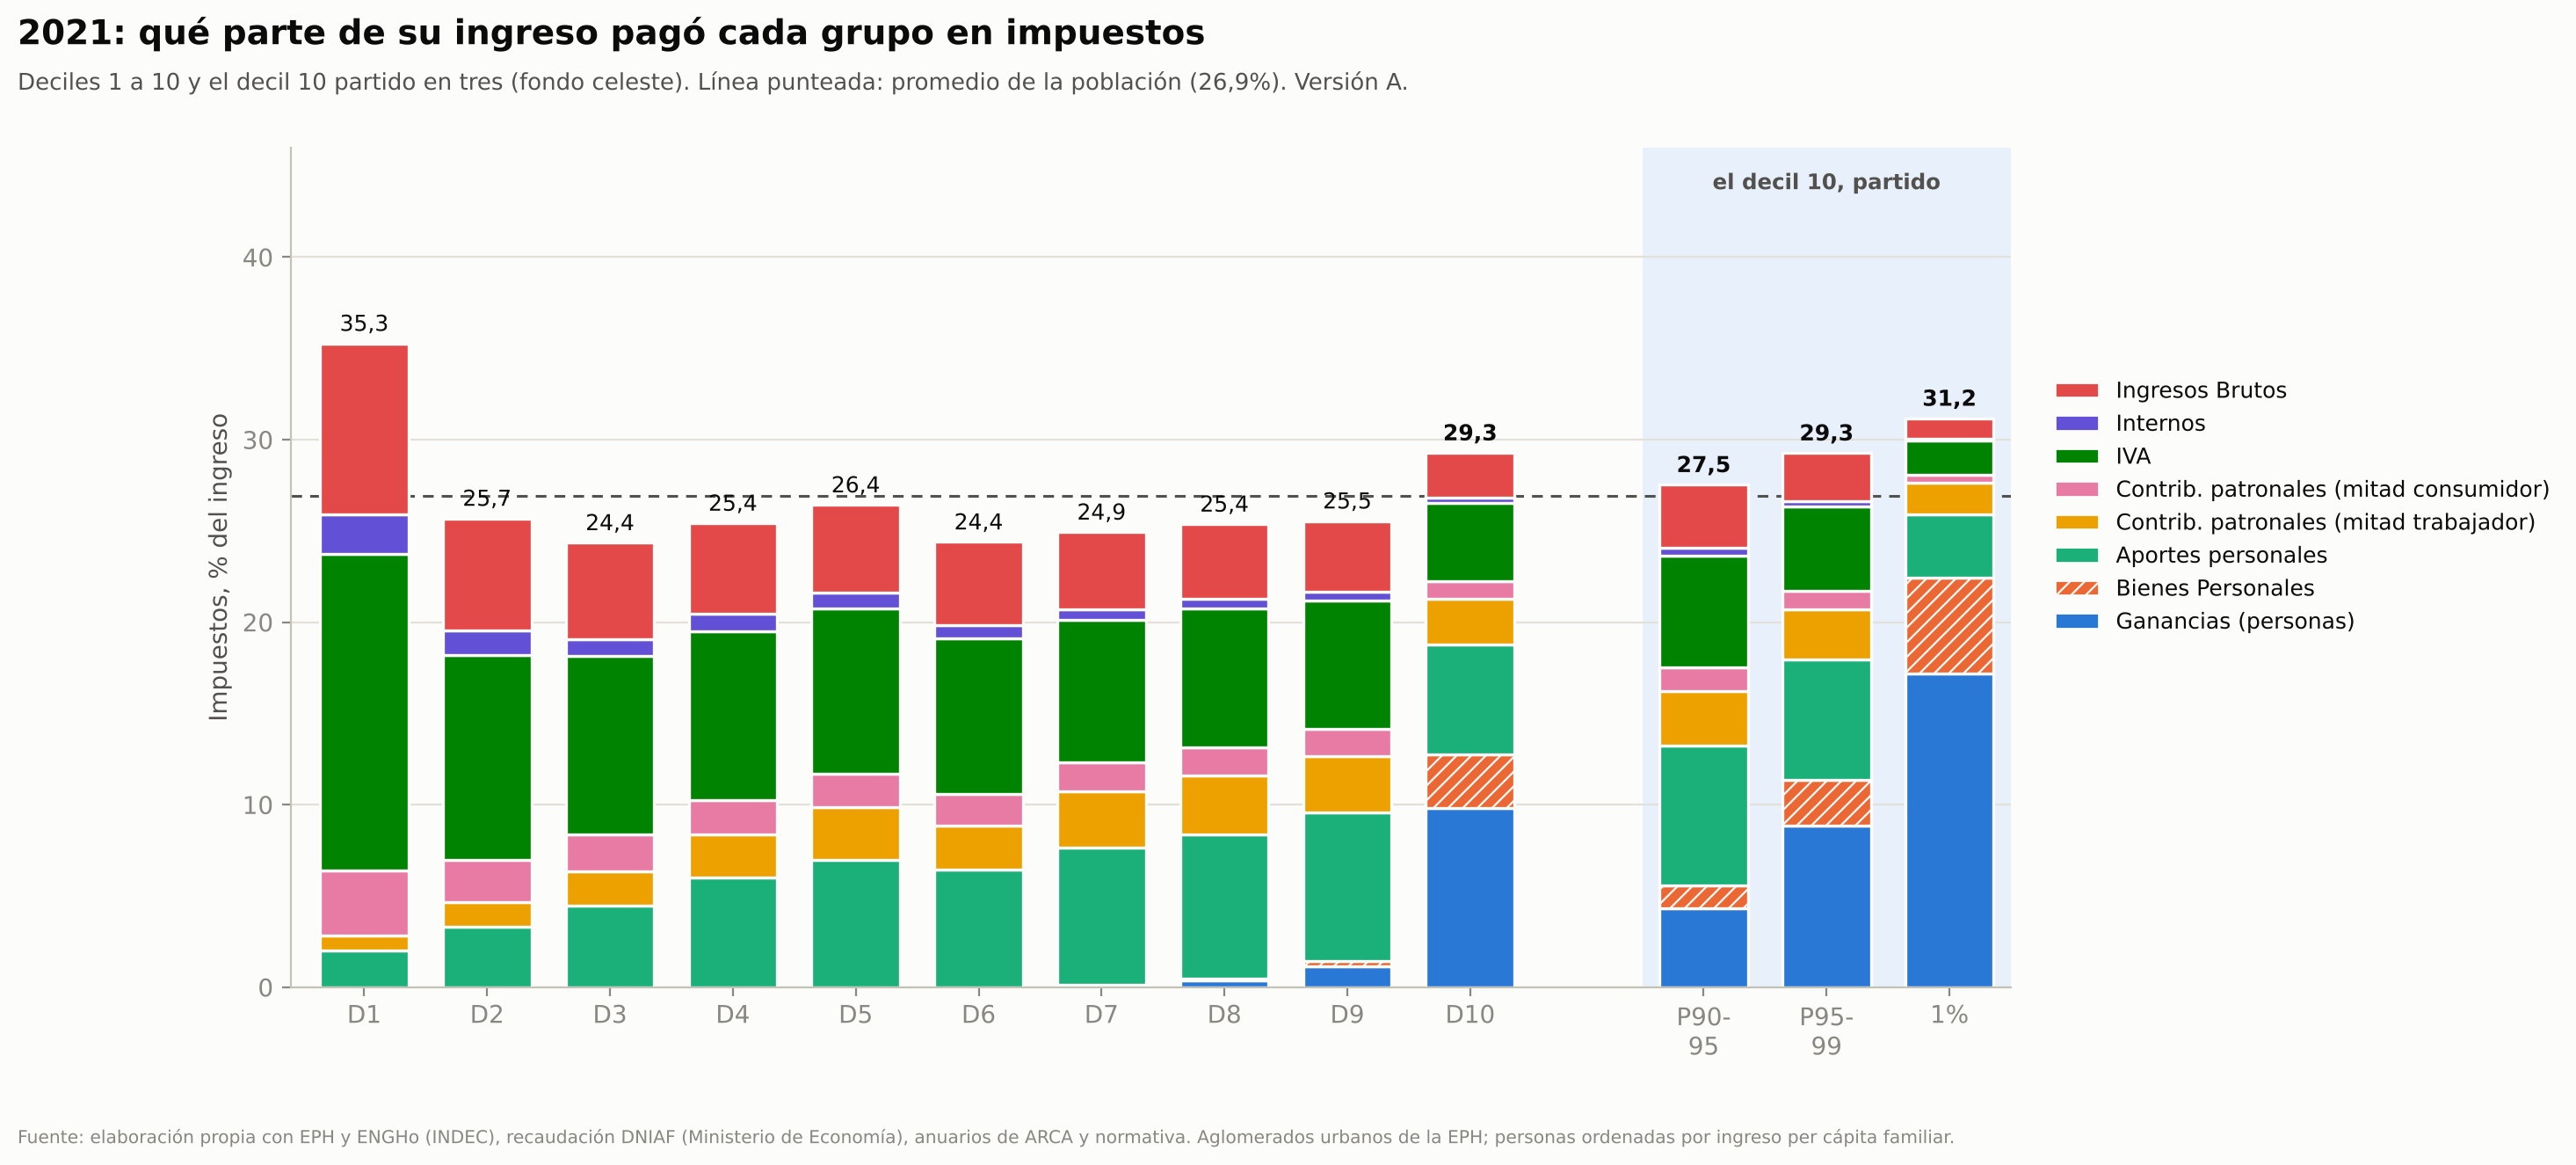 2021: qué parte de su ingreso pagó cada grupo en impuestos
Deciles 1 a 10 y el decil 10 partido en tres (fondo celeste). Línea punteada: promedio de la población (26,9%). Versión A.
el decil 10, partido
Impuestos, % del ingreso
40
30
20
10
0
35,3
25,7
24,4
25,4
26,4
24,4
24,9
25,4
25,5
29,3
27,5
29,3
31,2
D1
D2
D3
D4
D5
D6
D7
D8
D9
D10
P90-
95
P95-
99
1%
Ingresos Brutos
Internos
IVA
Contrib. patronales (mitad consumidor)
Contrib. patronales (mitad trabajador)
Aportes personales
Bienes Personales
Ganancias (personas)
Fuente: elaboración propia con EPH y ENGHo (INDEC), recaudación DNIAF (Ministerio de Economía), anuarios de ARCA y normativa. Aglomerados urbanos de la EPH; personas ordenadas por ingreso per cápita familiar.